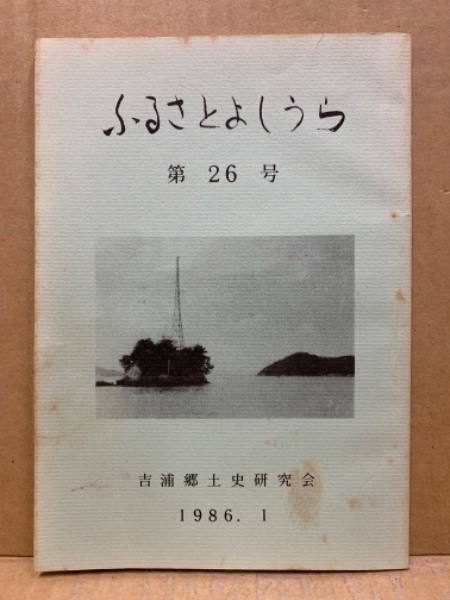 ふるさとよしうら
第 26 号
吉浦郷土史研究会
1986. 1